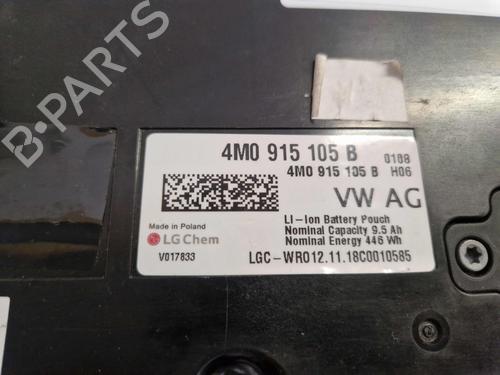 B-PARTS
4M0 915 105 B 0188
4M0 915 105 B H06
VW AG
Made in Poland
LG Chem
V017833
LI-Ion Battery Pouch
Nominal Capacity 9.5 Ah
Nominal Energy 446 Wh
LGC-WR012.11.18C0010585